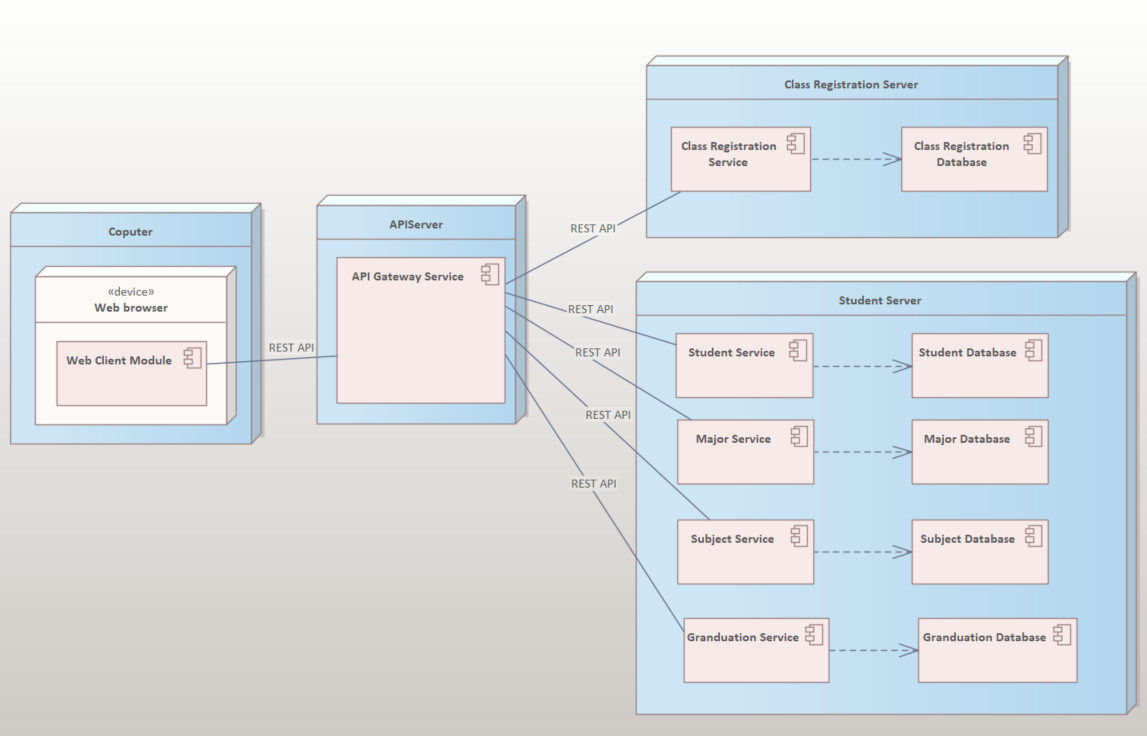 Class Registration Server
Class Registration
Service
Class Registration
Database
Coputer
«device»
Web browser
Web Client Module
REST API
APIServer
API Gateway Service
REST API
REST API
REST API
REST API
REST API
Student Server
Student Service
Student Database
Major Service
Major Database
Subject Service
Subject Database
Granduation Service
Granduation Database